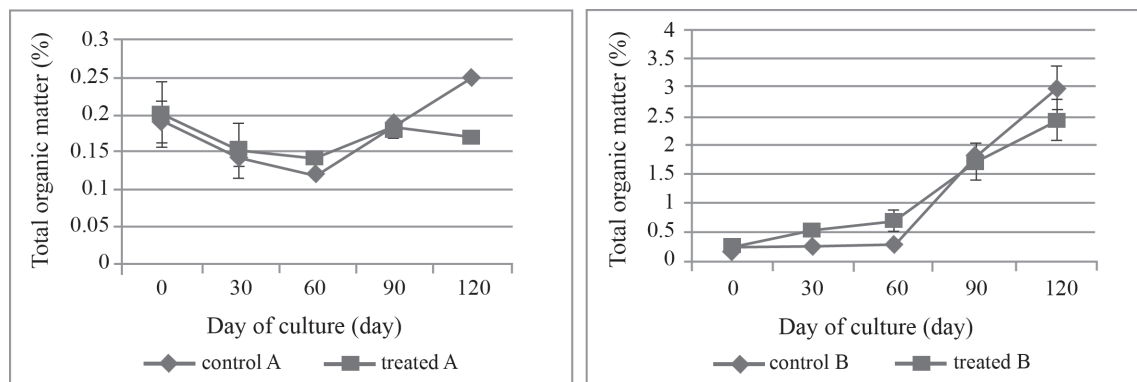 Total organic matter (%)
0.3
0.25
0.2
0.15
0.1
0.05
0
0 30 60 90 120
Day of culture (day)
control A treated A
Total organic matter (%)
4
3.5
3
2.5
2
1.5
1
0.5
0
0 30 60 90 120
Day of culture (day)
control B treated B